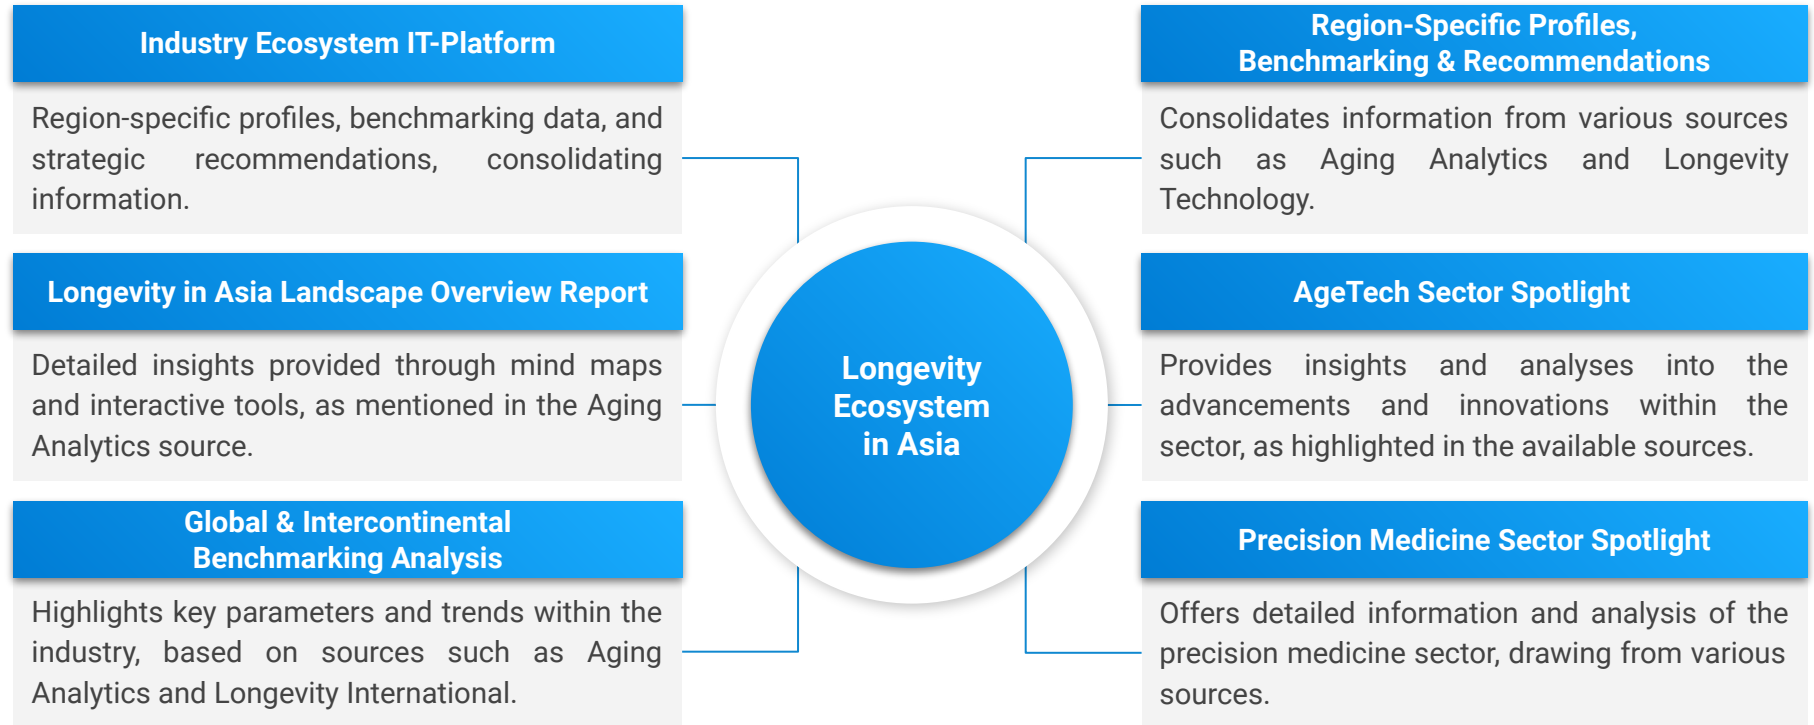 Industry Ecosystem IT-Platform
Region-specific profiles, benchmarking data, and
strategic recommendations, consolidating
information.
Longevity in Asia Landscape Overview Report
Detailed insights provided through mind maps
and interactive tools, as mentioned in the Aging
Analytics source.
Global & Intercontinental
Benchmarking Analysis
Highlights key parameters and trends within the
industry, based on sources such as Aging
Analytics and Longevity International.
Longevity
Ecosystem
in Asia
Region-Specific Profiles,
Benchmarking & Recommendations
Consolidates information from various sources
such as Aging Analytics and Longevity
Technology.
AgeTech Sector Spotlight
Provides insights and analyses into the
advancements and innovations within the
sector, as highlighted in the available sources.
Precision Medicine Sector Spotlight
Offers detailed information and analysis of the
precision medicine sector, drawing from various
sources.